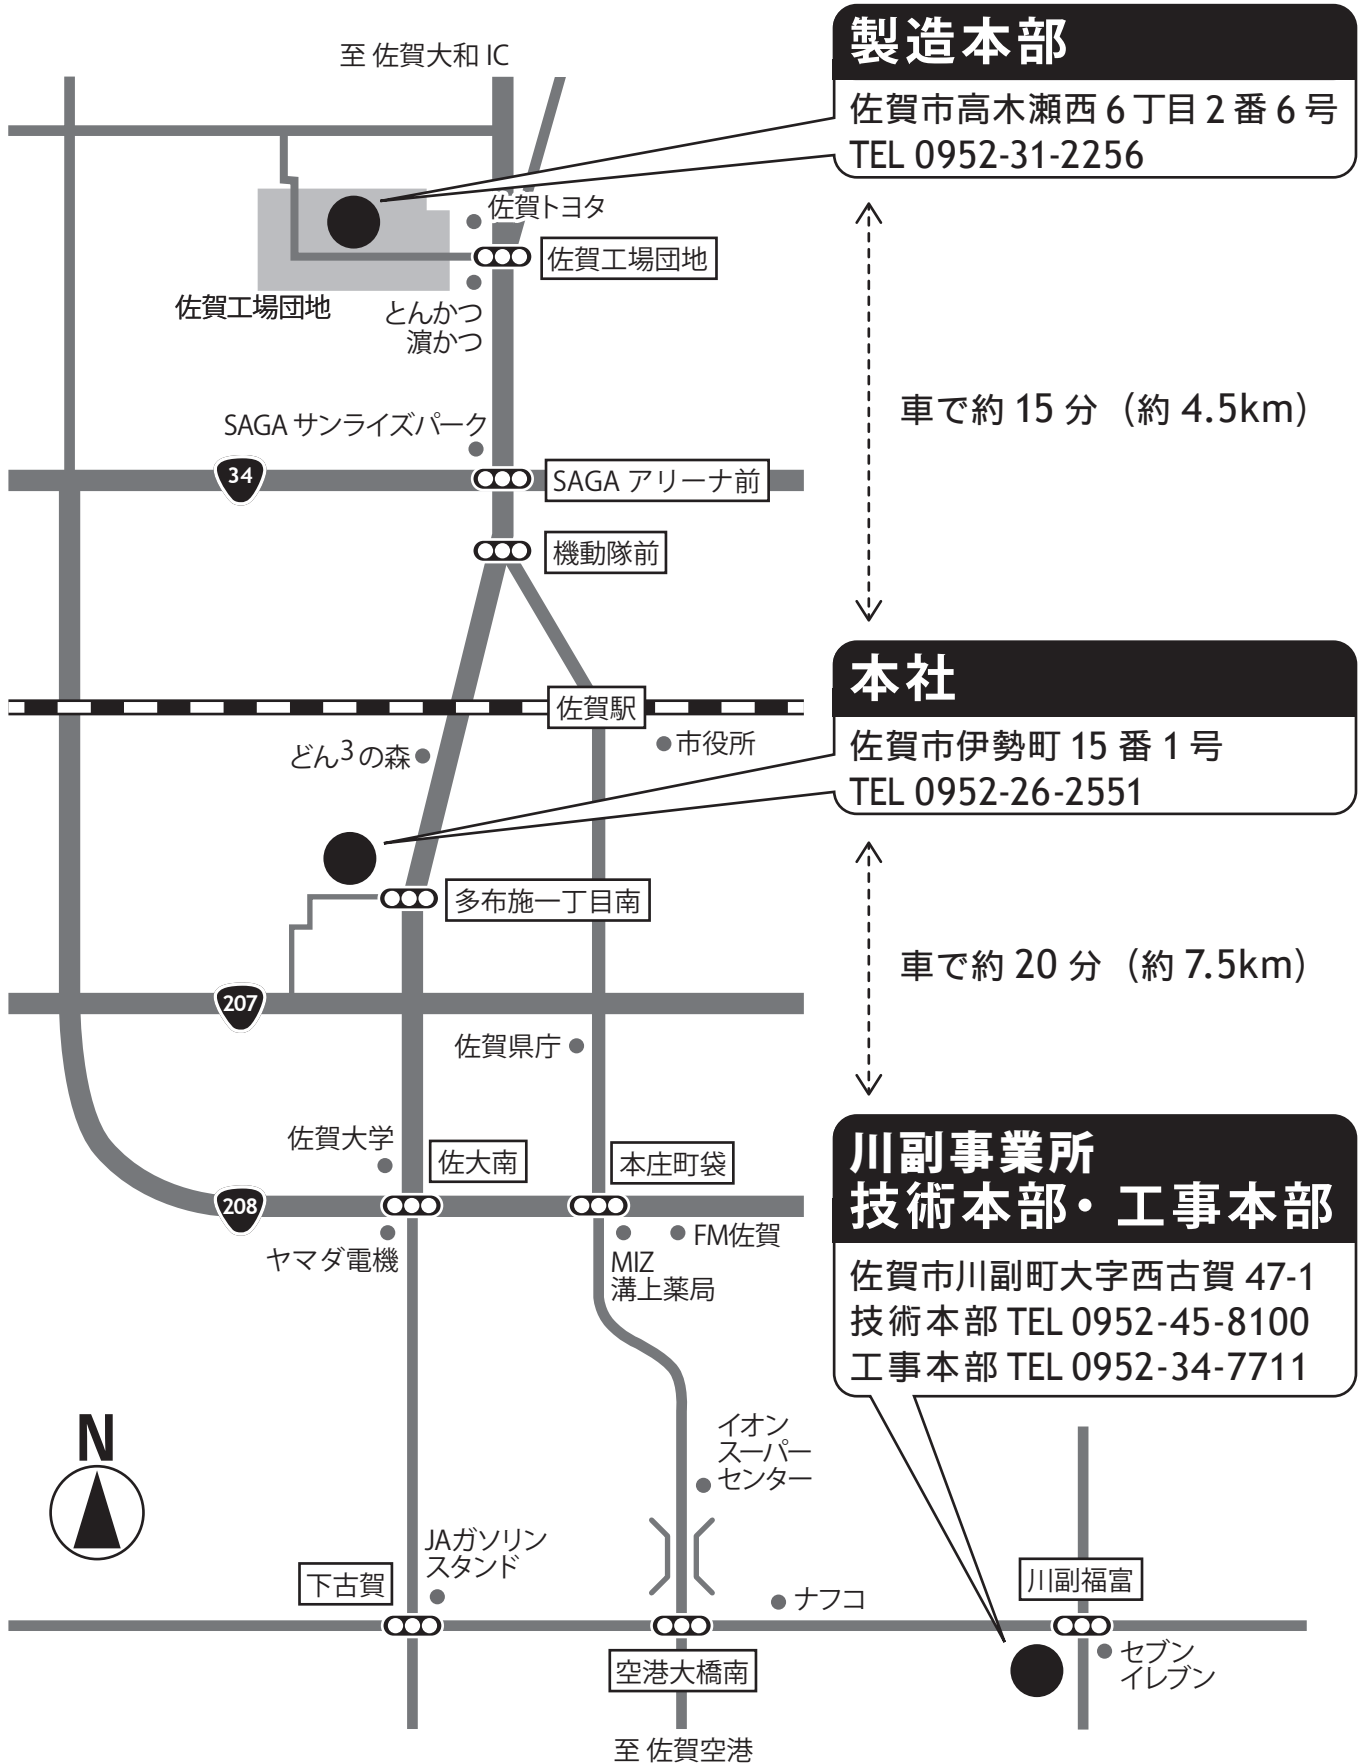 至 佐賀大和 IC
製造本部
佐賀市高木瀬西 6 丁目 2 番 6 号
TEL 0952-31-2256
佐賀トヨタ
佐賀工場団地
佐賀工場団地
とんかつ
濵かつ
車で約 15 分（約 4.5km）
SAGA サンライズパーク
34
SAGA アリーナ前
機動隊前
本社
佐賀市伊勢町 15 番 1 号
TEL 0952-26-2551
佐賀駅
市役所
どん3の森
多布施一丁目南
車で約 20 分（約 7.5km）
207
佐賀県庁
佐賀大学
佐大南
本庄町袋
208
ヤマダ電機
MIZ
溝上薬局
FM佐賀
川副事業所
技術本部・工事本部
佐賀市川副町大字西古賀 47-1
技術本部 TEL 0952-45-8100
工事本部 TEL 0952-34-7711
N
イオン
スーパー
センター
JAガソリン
スタンド
下古賀
ナフコ
川副福富
空港大橋南
セブン
イレブン
至 佐賀空港